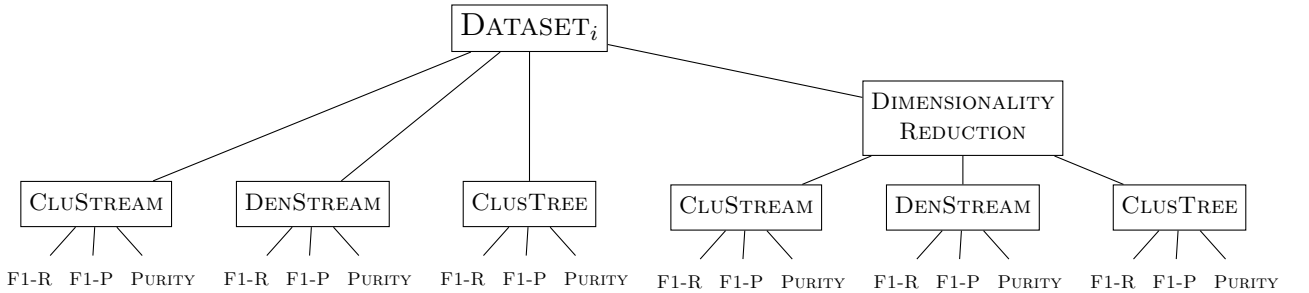 DATASETi
DIMENSIONALITY
REDUCTION
CLUSTREAM DENSTREAM CLUSTREE CLUSTREAM DENSTREAM CLUSTREE
F1-R F1-P PURITY F1-R F1-P PURITY F1-R F1-P PURITY F1-R F1-P PURITY F1-R F1-P PURITY F1-R F1-P PURITY